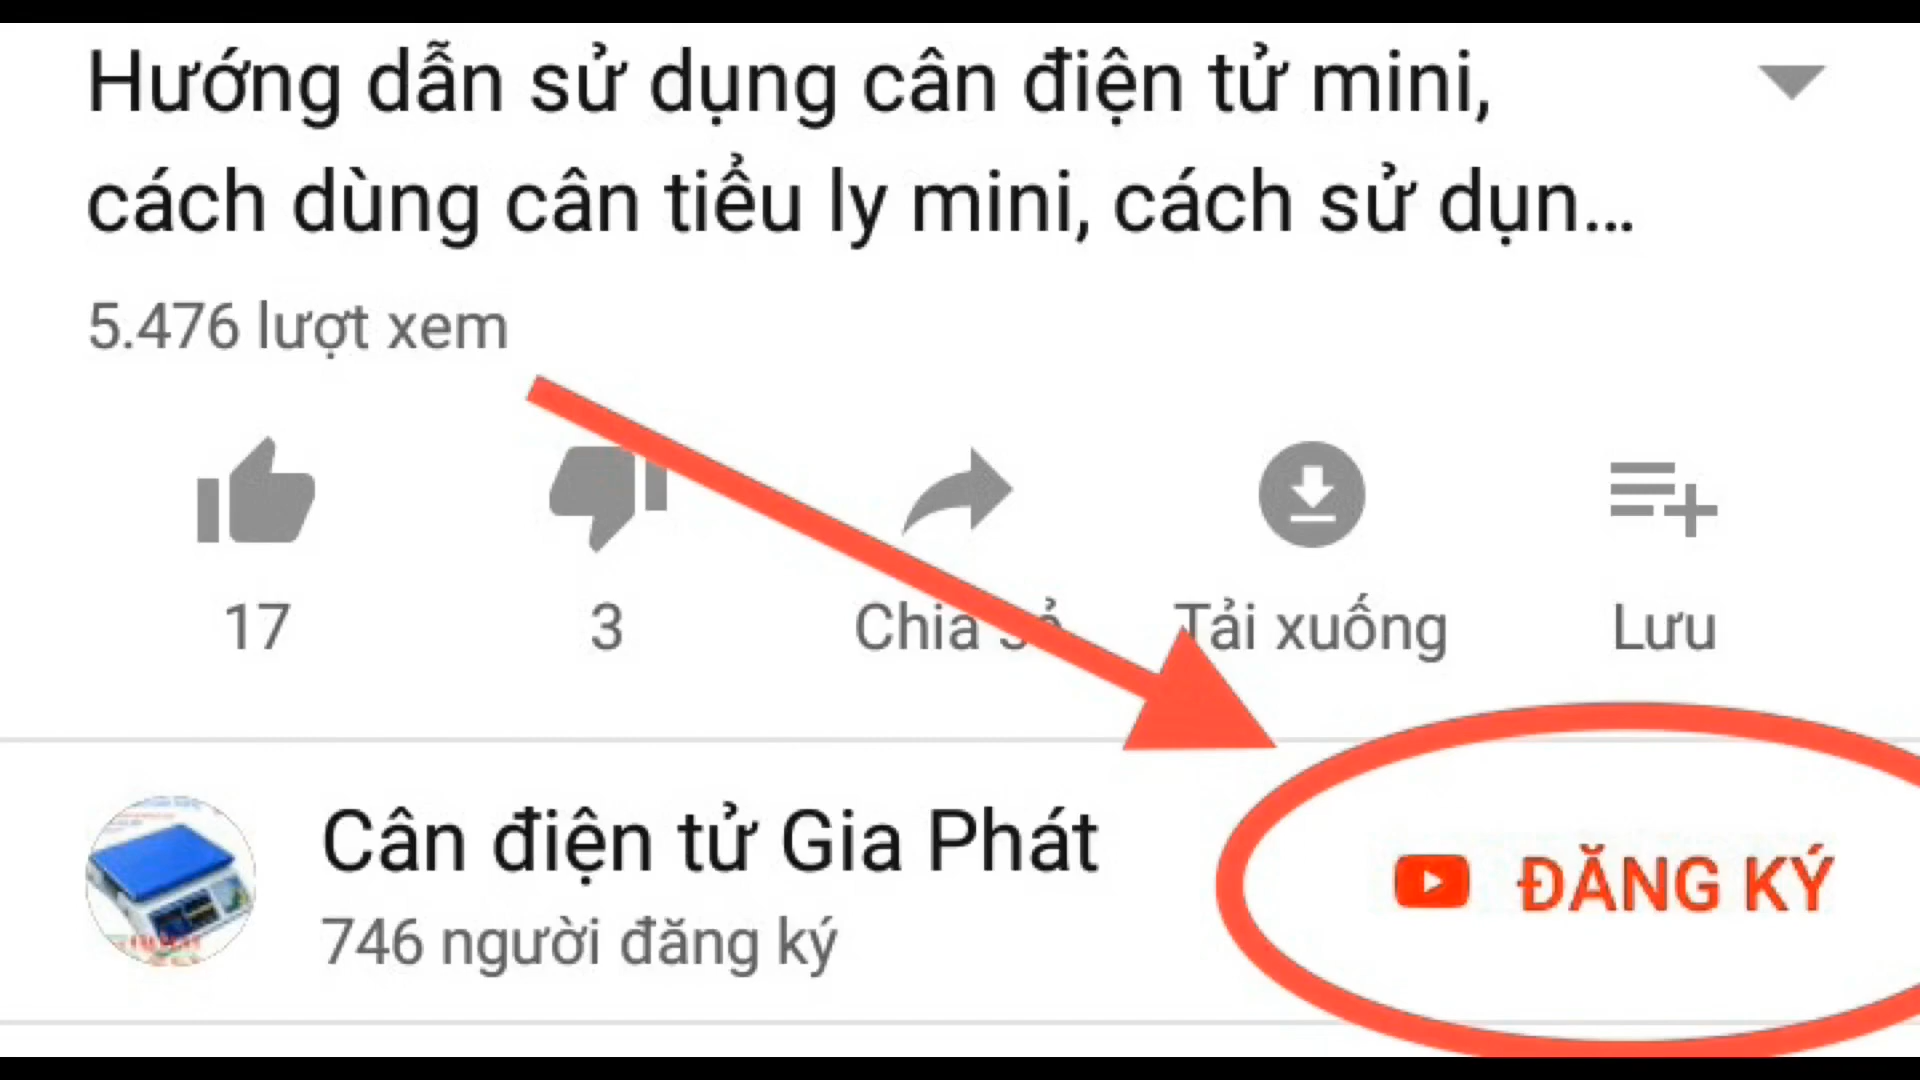 Hướng dẫn sử dụng cân điện tử mini,
cách dùng cân tiểu ly mini, cách sử dụn...
5.476 lượt xem
17
3
Chia sẻ
Tải xuống
Lưu
Cân điện tử Gia Phát
746 người đăng ký
ĐĂNG KÝ